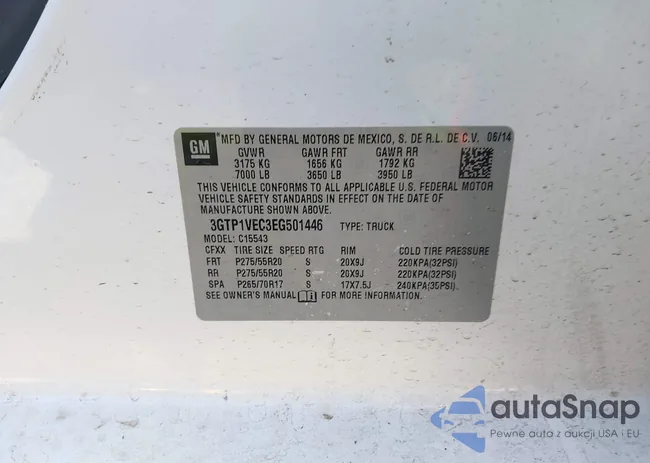 GM
*MFD BY GENERAL MOTORS DE MEXICO, S. DE R.L. DE C.V. 06/14
GVWR GAWR FRT GAWR RR
3175 KG 1656 KG 1792 KG
7000 LB 3650 LB 3950 LB
THIS VEHICLE CONFORMS TO ALL APPLICABLE U.S. FEDERAL MOTOR
VEHICLE SAFETY STANDARDS IN EFFECT ON THE DATE OF
MANUFACTURE SHOWN ABOVE.
3GTP1VEC3EG501446 TYPE: TRUCK
MODEL: C15543
CFXX TIRE SIZE SPEED RTG RIM COLD TIRE PRESSURE
FRT P275/55R20 S 20X9J 220KPA(32PSI)
RR P275/55R20 S 20X9J 220KPA(32PSI)
SPA P265/70R17 S 17X7.5J 240KPA(35PSI)
SEE OWNER'S MANUAL FOR MORE INFORMATION.
autoSnap
Pewne auta z aukcji USA i EU